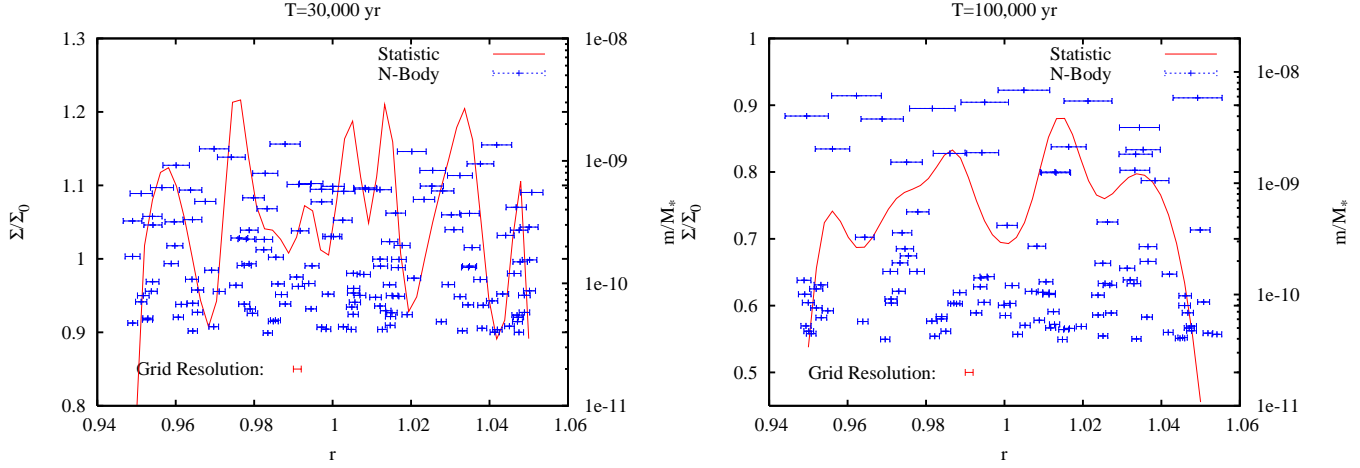 T=30,000 yr
1.3
1.2
1.1
1
0.9
0.8
Σ/Σ0
1e-08
1e-09
1e-10
1e-11
m/M*
Statistic
N-Body
Grid Resolution:
0.94
0.96
0.98
1
1.02
1.04
1.06
r
T=100,000 yr
1
0.9
0.8
0.7
0.6
0.5
Σ/Σ0
1e-08
1e-09
1e-10
1e-11
m/M*
Statistic
N-Body
Grid Resolution:
0.94
0.96
0.98
1
1.02
1.04
1.06
r